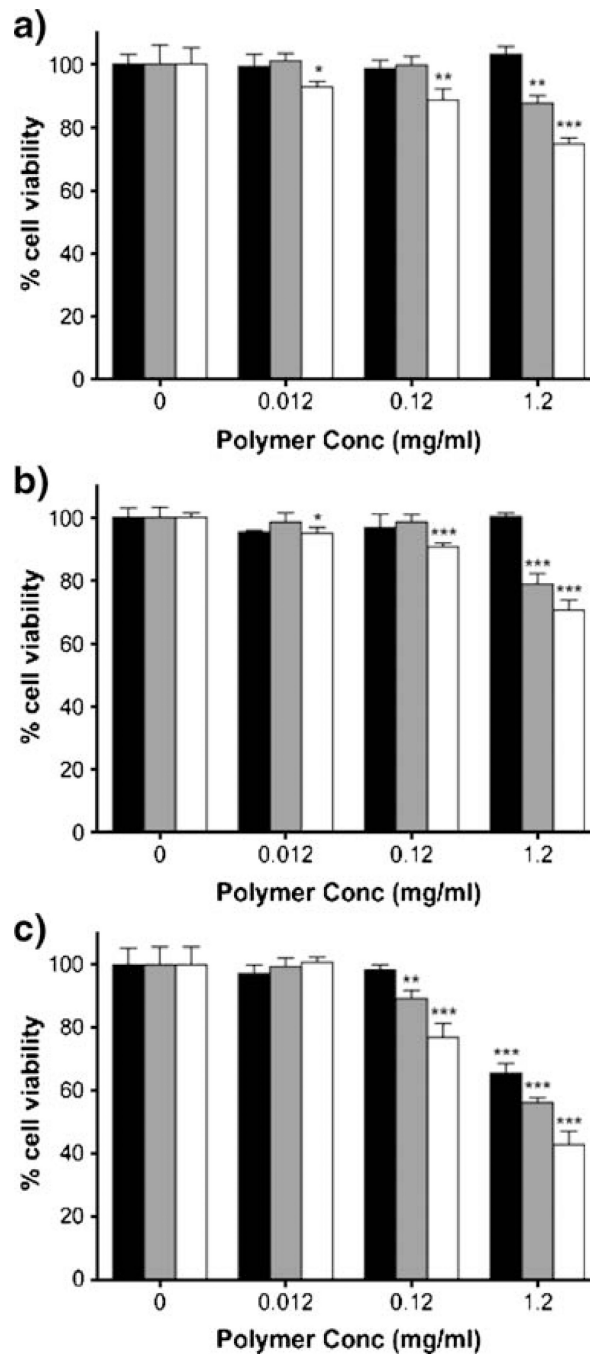 a)
% cell viability
100
80
60
40
20
0
* ** ** ***
0 0.012 0.12 1.2
Polymer Conc (mg/ml)
b)
% cell viability
100
80
60
40
20
0
* *** *** ***
0 0.012 0.12 1.2
Polymer Conc (mg/ml)
c)
% cell viability
100
80
60
40
20
0
** *** *** *** ***
0 0.012 0.12 1.2
Polymer Conc (mg/ml)